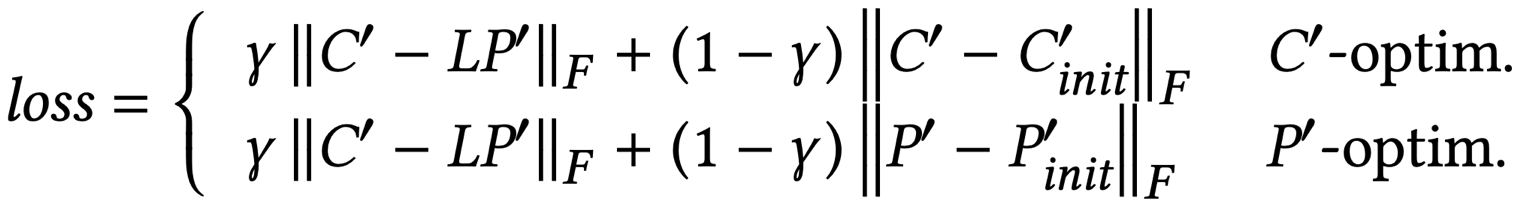 loss = { γ ‖C′ − LP′‖_F + (1 − γ) ‖C′ − C′_init‖_F C′-optim.
γ ‖C′ − LP′‖_F + (1 − γ) ‖P′ − P′_init‖_F P′-optim.